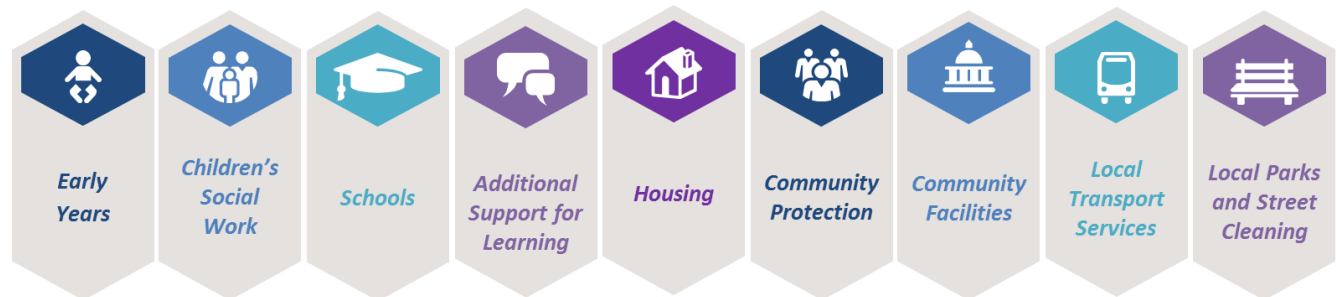 Early
Years
Children's
Social
Work
Schools
Additional
Support for
Learning
Housing
Community
Protection
Community
Facilities
Local
Transport
Services
Local Parks
and Street
Cleaning